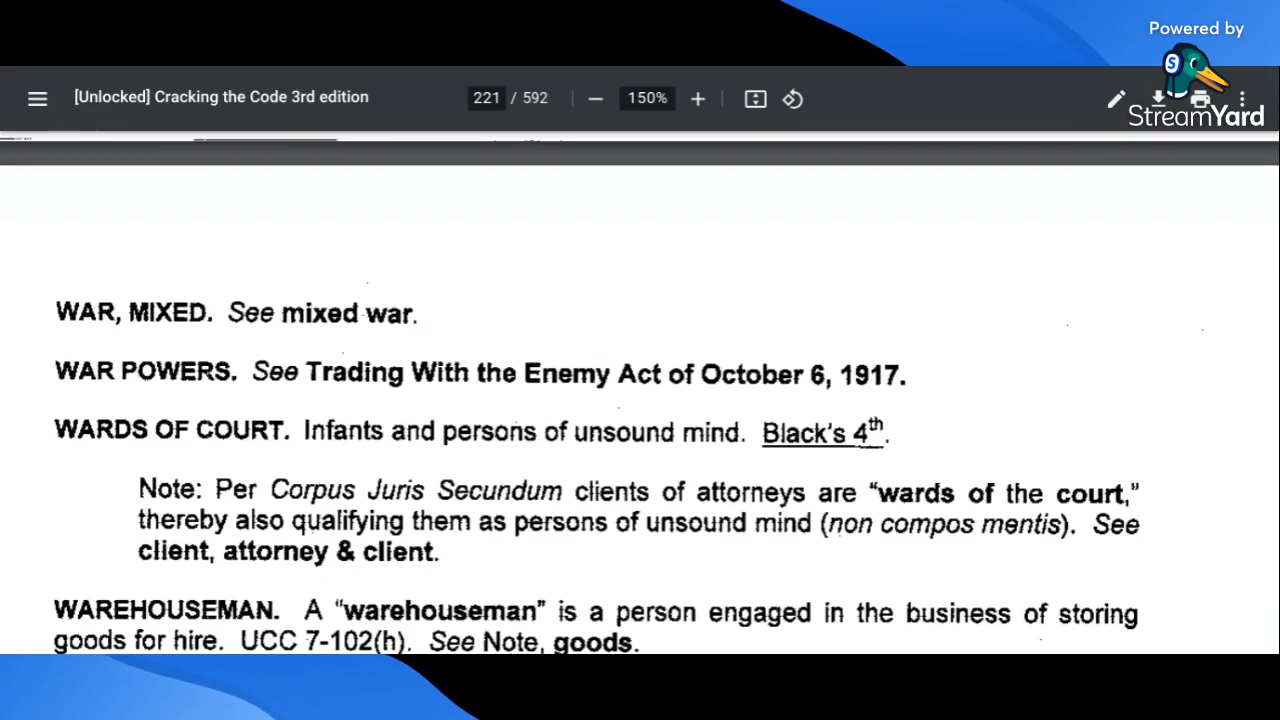 Powered by
[Unlocked] Cracking the Code 3rd edition
221 / 592
150%
StreamYard
WAR, MIXED. See mixed war.
WAR POWERS. See Trading With the Enemy Act of October 6, 1917.
WARDS OF COURT. Infants and persons of unsound mind. Black's 4th.
Note: Per Corpus Juris Secundum clients of attorneys are “wards of the court,”
thereby also qualifying them as persons of unsound mind (non compos mentis). See
client, attorney & client.
WAREHOUSEMAN. A “warehouseman” is a person engaged in the business of storing
goods for hire. UCC 7-102(h). See Note, goods.